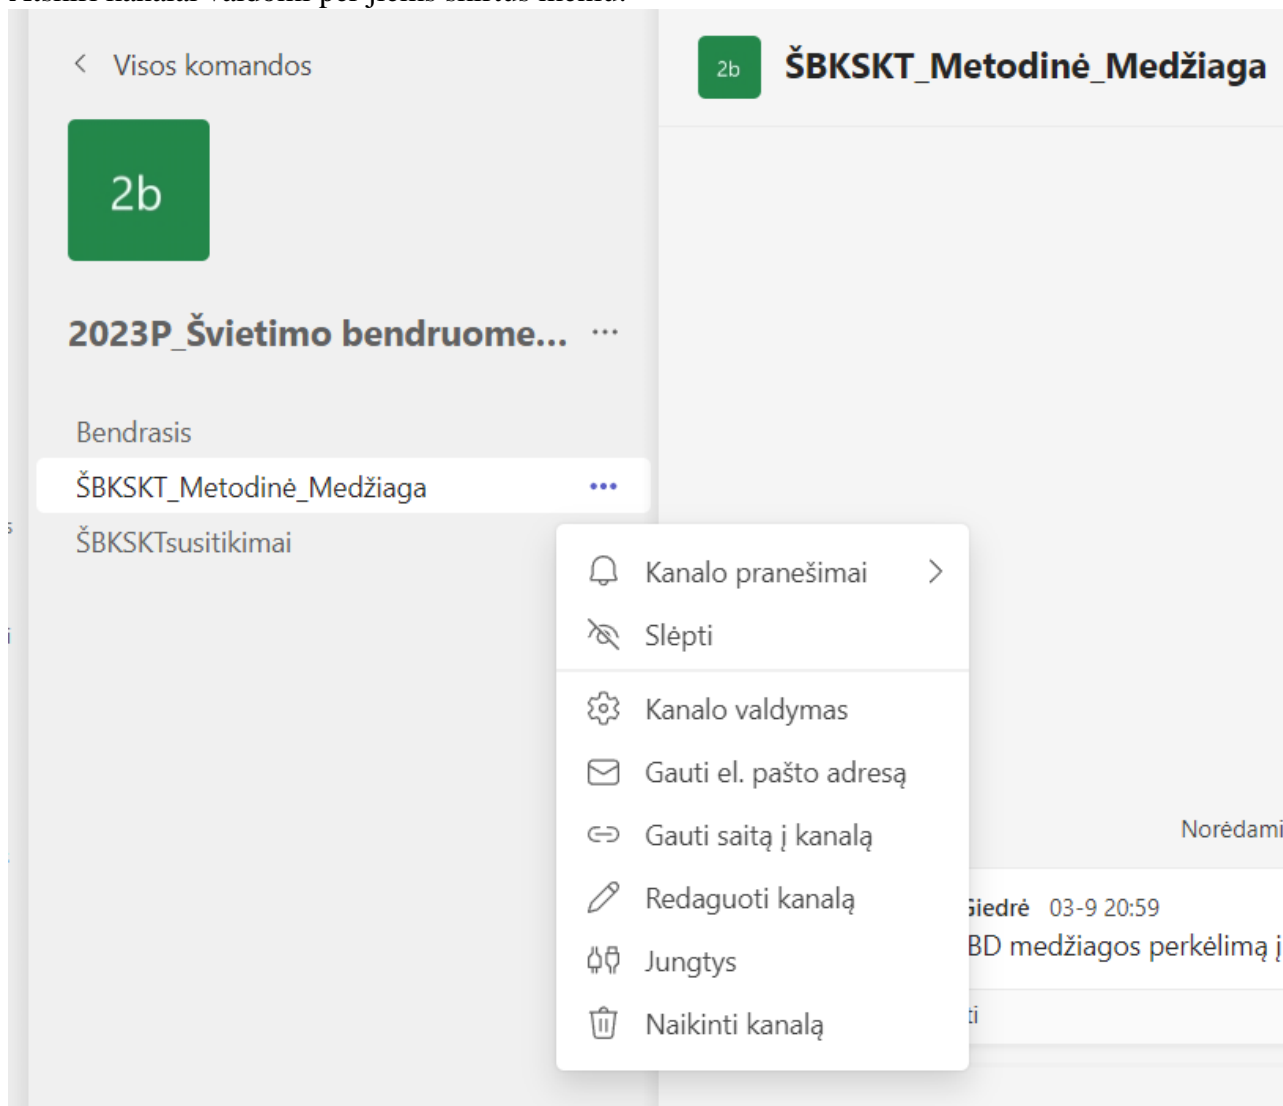 Visos komandos
2b
ŠBKSKT_Metodinė_Medžiaga
2b
2023P_Švietimo bendruome... ...
Bendrasis
ŠBKSKT_Metodinė_Medžiaga ...
ŠBKSKTsusitikimai
Kanalo pranešimai
Slėpti
Kanalo valdymas
Gauti el. pašto adresą
Gauti saitą į kanalą
Redaguoti kanalą
Jungtys
Naikinti kanalą
Norėdami
Giedrė 03-9 20:59
BD medžiagos perkėlimą į